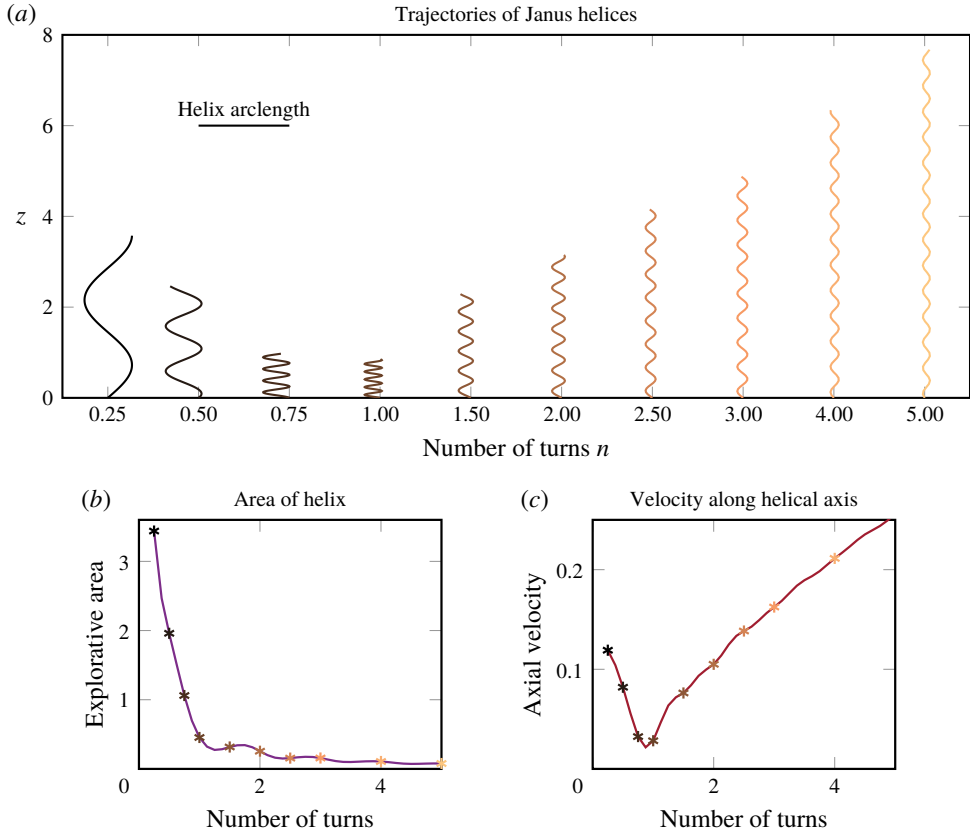 (a)
Trajectories of Janus helices
8
6
4
2
0
z
Helix arclength
0.25 0.50 0.75 1.00 1.50 2.00 2.50 3.00 4.00 5.00
Number of turns n
(b)
Area of helix
3
2
1
0
Explorative area
2 4
Number of turns
(c)
Velocity along helical axis
0.2
0.1
0
Axial velocity
2 4
Number of turns